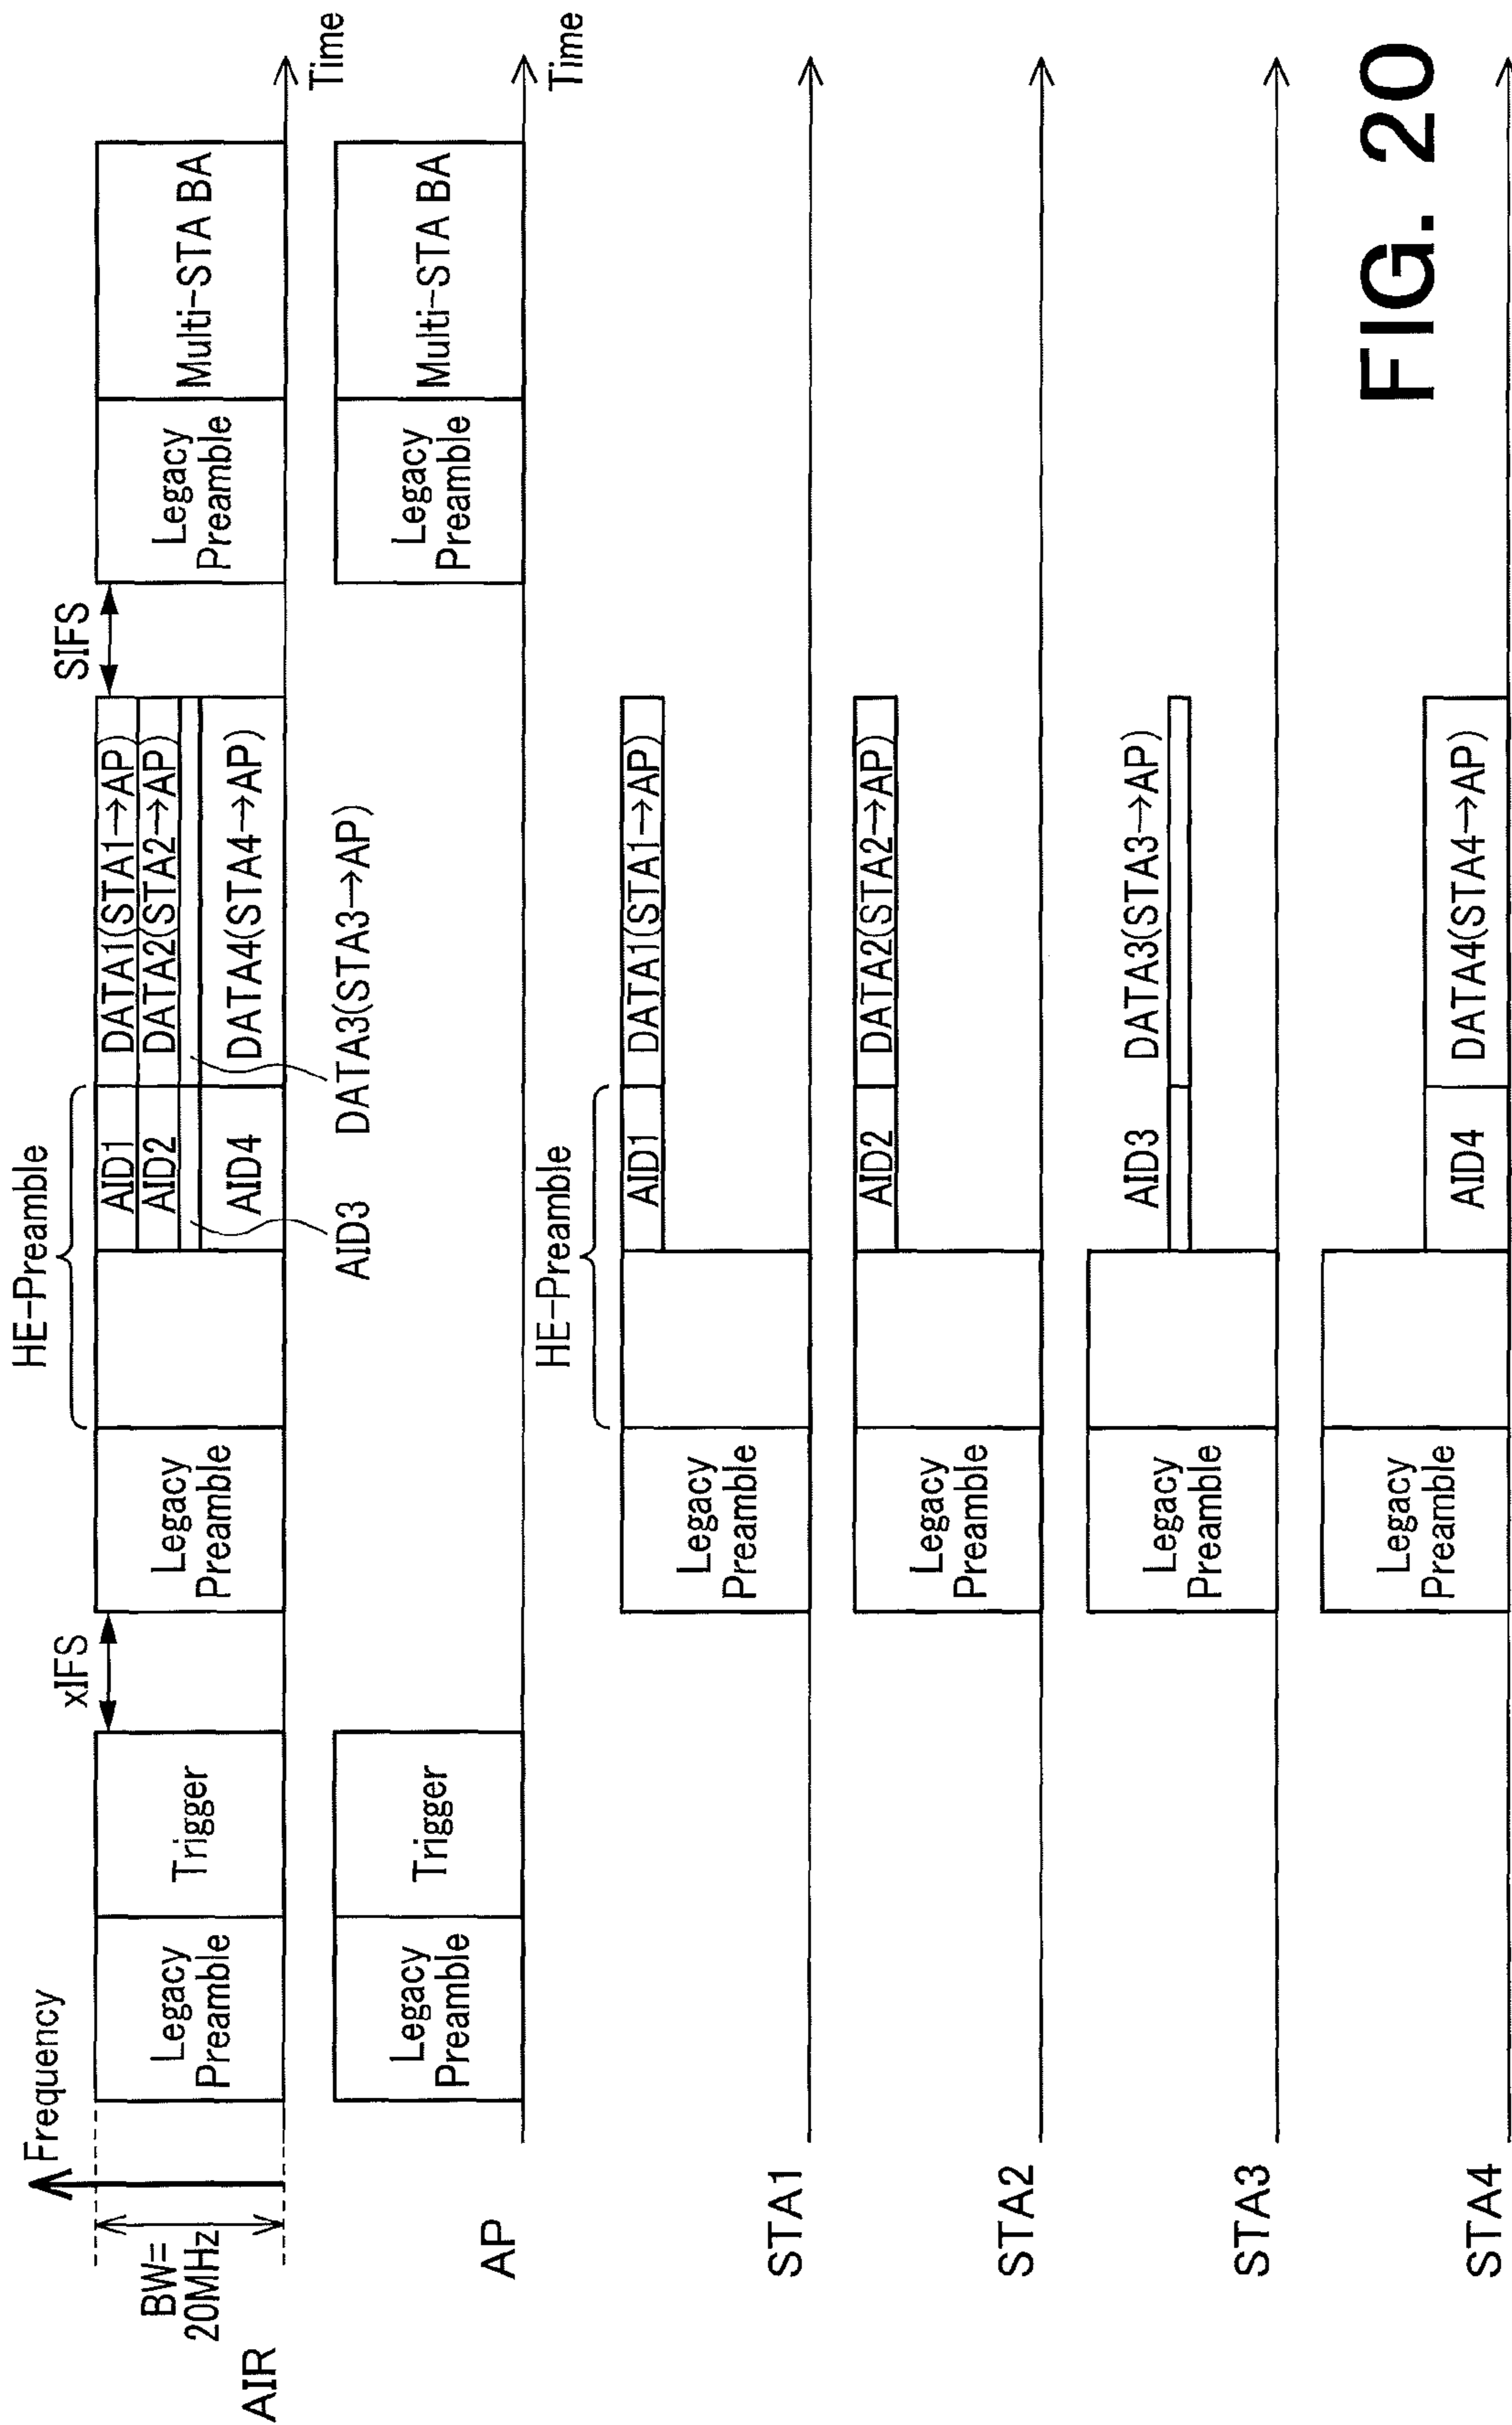 Frequency
BW=
20MHz
AIR
Legacy
Preamble
Trigger
xIFS
Legacy
Preamble
HE-Preamble
AID1
AID2
AID4
DATA1(STA1→AP)
DATA2(STA2→AP)
DATA4(STA4→AP)
AID3
DATA3(STA3→AP)
SIFS
Legacy
Preamble
Multi-STA BA
Time
AP
Legacy
Preamble
Trigger
Legacy
Preamble
Multi-STA BA
Time
STA1
Legacy
Preamble
HE-Preamble
AID1
DATA1(STA1→AP)
STA2
Legacy
Preamble
AID2
DATA2(STA2→AP)
STA3
Legacy
Preamble
AID3
DATA3(STA3→AP)
STA4
Legacy
Preamble
AID4
DATA4(STA4→AP)
FIG. 20